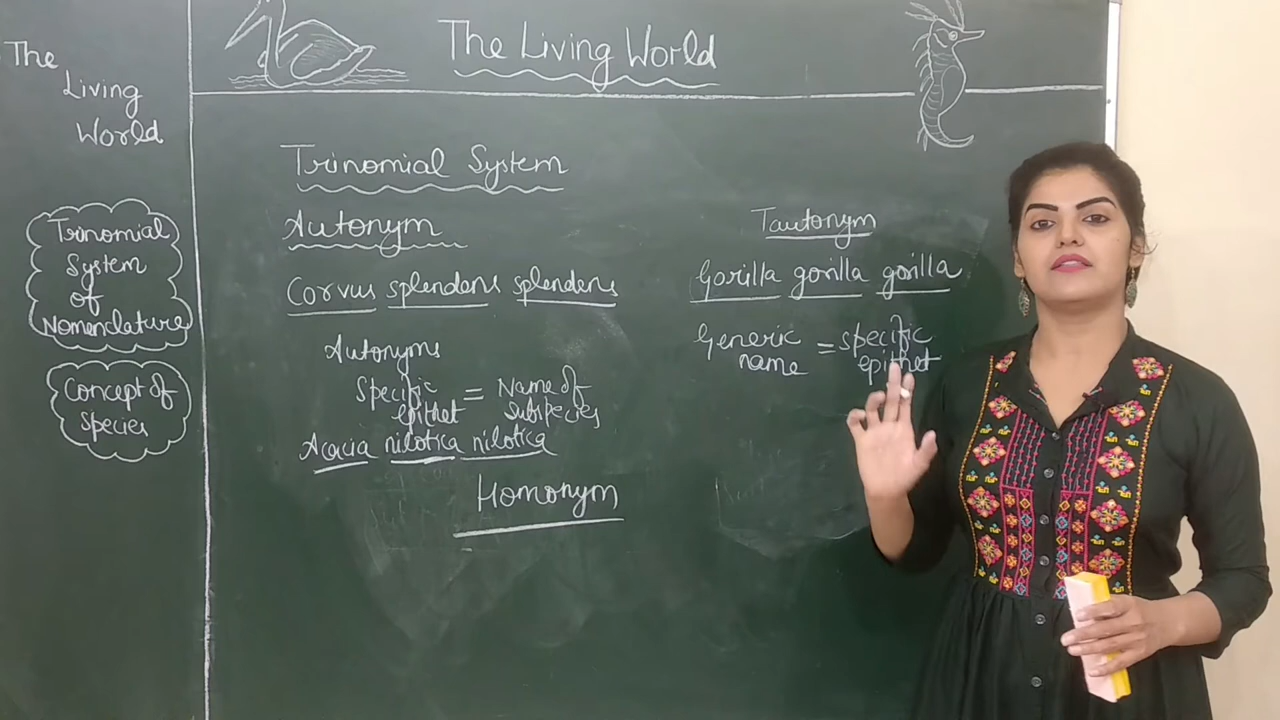 The
Living
World
Trinomial
System
of
Nomenclature
Concept of
Species
The Living World
Trinomial System
Autonym
Corvus splendens splendens
Autonyms
Specific
epithet
= Name of
Subspecies
Acacia nilotica nilotica
Homonym
Tautonym
Gorilla gorilla gorilla
Generic
name
= specific
epithet